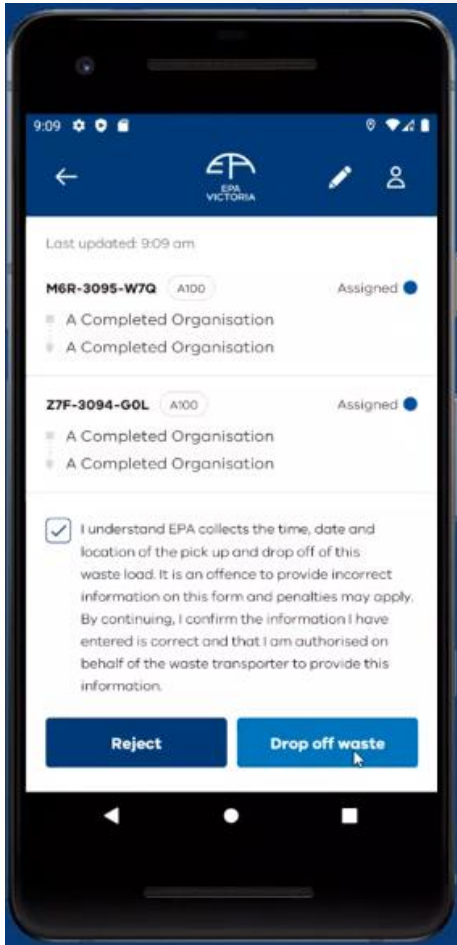 9:09
EPA
VICTORIA
Last updated: 9:09 am
M6R-3095-W7Q A100 Assigned
A Completed Organisation
A Completed Organisation
Z7F-3094-G0L A100 Assigned
A Completed Organisation
A Completed Organisation
I understand EPA collects the time, date and
location of the pick up and drop off of this
waste load. It is an offence to provide incorrect
information on this form and penalties may apply.
By continuing, I confirm the information I have
entered is correct and that I am authorised on
behalf of the waste transporter to provide this
information.
Reject Drop off waste